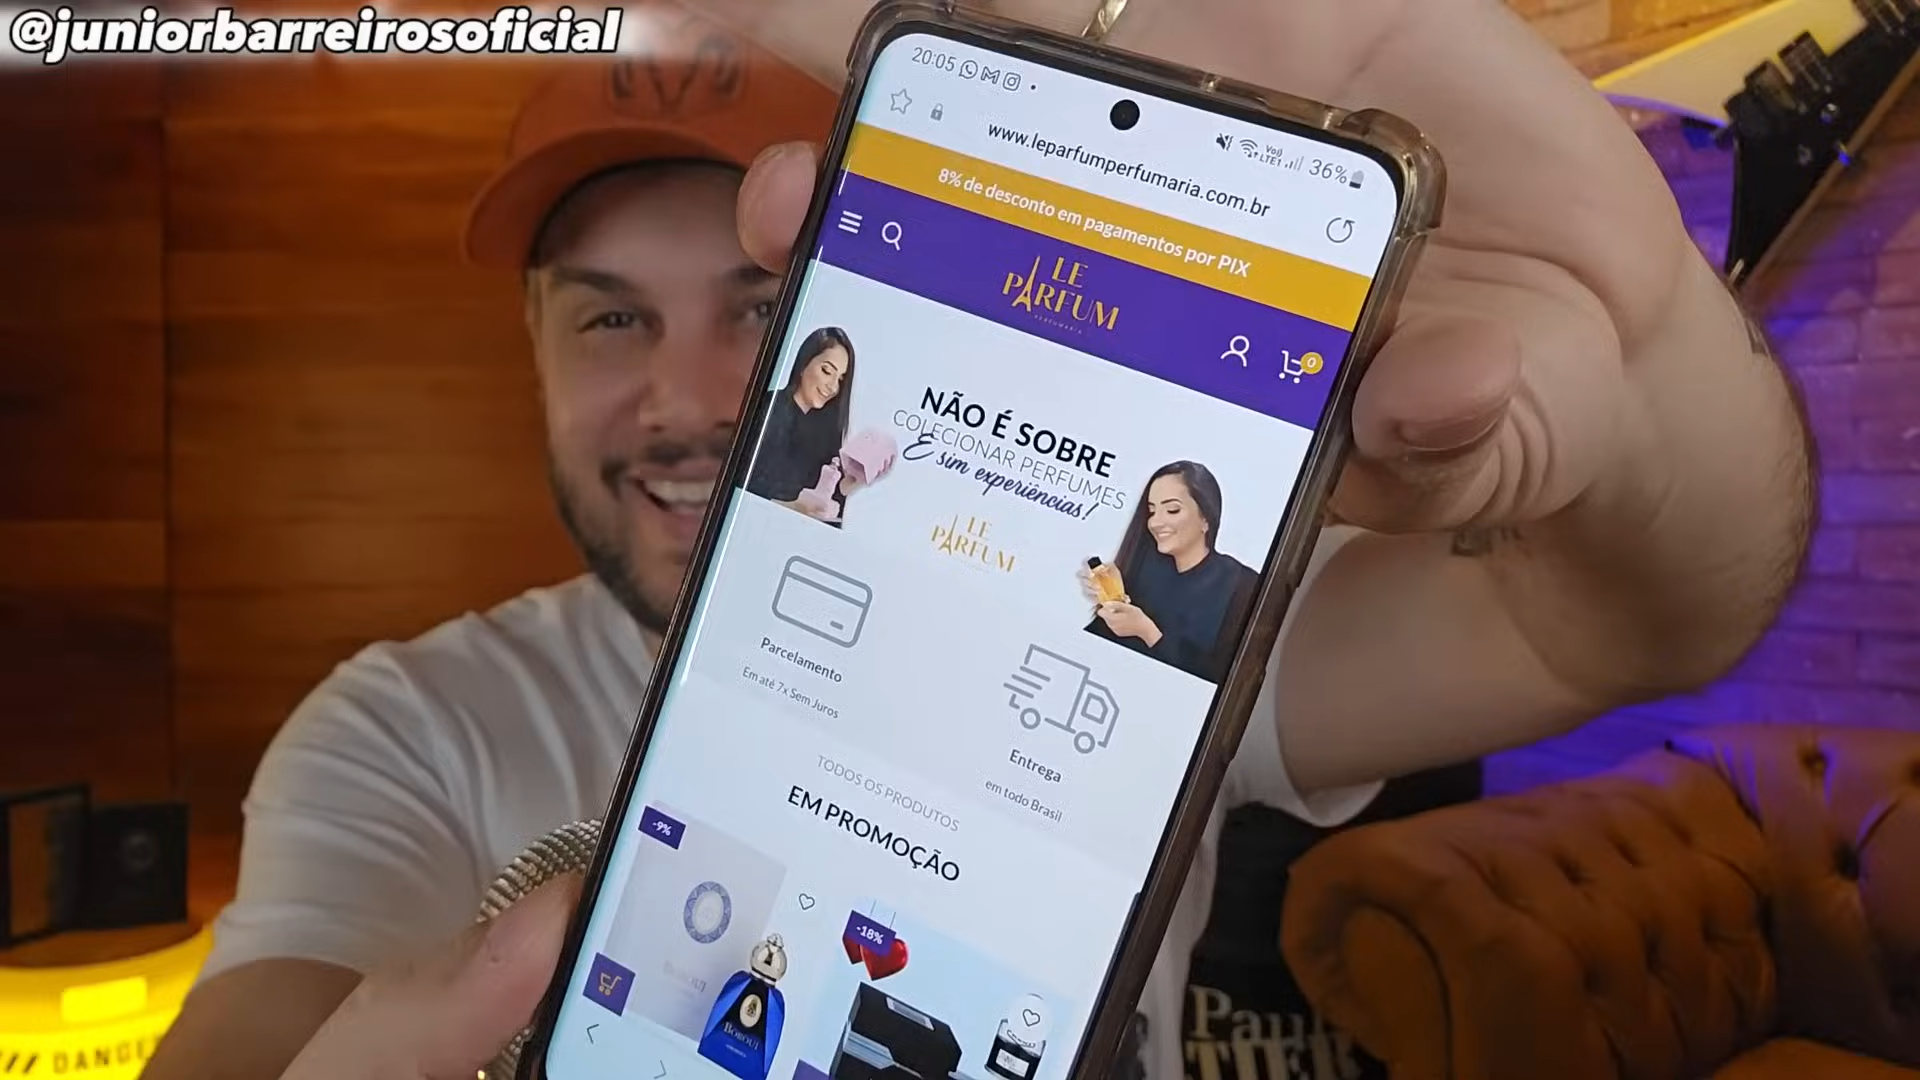 @juniorbarreirosoficial
20:05
36%
www.leparfumperfumaria.com.br
8% de desconto em pagamentos por PIX
LE
PARFUM
0
NÃO É SOBRE
COLECIONAR PERFUMES
E sim experiências!
LE
PARFUM
Parcelamento
Em até 7x Sem Juros
Entrega
em todo Brasil
TODOS OS PRODUTOS
EM PROMOÇÃO
-9%
-18%